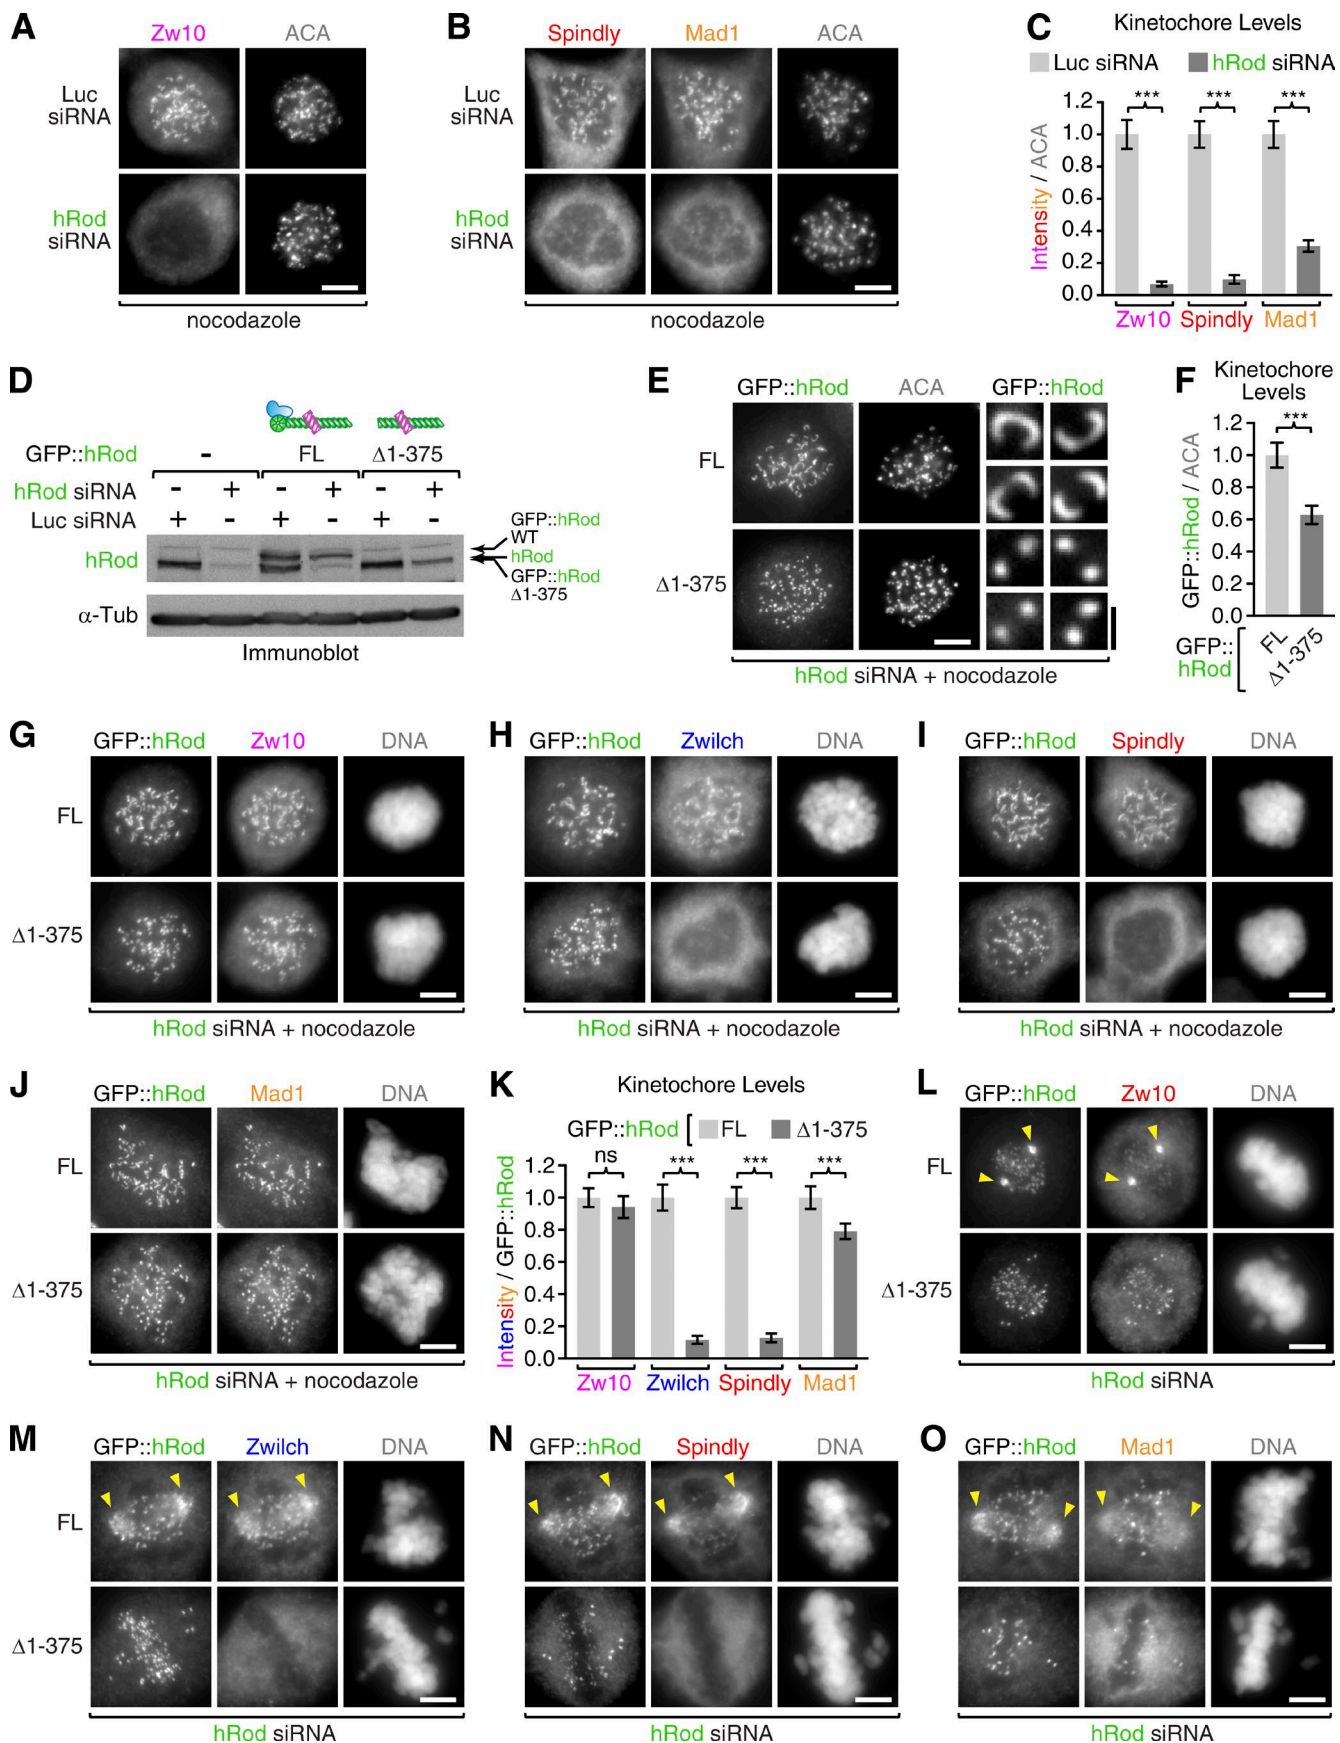 A
Zw10 ACA
Luc
siRNA
hRod
siRNA
nocodazole
B
Spindly Mad1 ACA
Luc
siRNA
hRod
siRNA
nocodazole
C
Kinetochore Levels
Luc siRNA hRod siRNA
Intensity / ACA
1.2
1.0
0.8
0.6
0.4
0.2
0.0
*** *** ***
Zw10 Spindly Mad1
D
GFP::hRod - FL Δ1-375
hRod siRNA - + - + - +
Luc siRNA + - + - + -
hRod
GFP::hRod
WT
hRod
GFP::hRod
Δ1-375
α-Tub
Immunoblot
E
GFP::hRod ACA GFP::hRod
FL
Δ1-375
hRod siRNA + nocodazole
F
Kinetochore
Levels
GFP::hRod / ACA
1.2
1.0
0.8
0.6
0.4
0.2
0.0
***
GFP::
hRod
FL
Δ1-375
G
GFP::hRod Zw10 DNA
FL
Δ1-375
hRod siRNA + nocodazole
H
GFP::hRod Zwilch DNA
hRod siRNA + nocodazole
I
GFP::hRod Spindly DNA
hRod siRNA + nocodazole
J
GFP::hRod Mad1 DNA
FL
Δ1-375
hRod siRNA + nocodazole
K
Kinetochore Levels
GFP::hRod [ FL Δ1-375
Intensity / GFP::hRod
1.2
1.0
0.8
0.6
0.4
0.2
0.0
ns *** *** ***
Zw10 Zwilch Spindly Mad1
L
GFP::hRod Zw10 DNA
FL
Δ1-375
hRod siRNA
M
GFP::hRod Zwilch DNA
FL
Δ1-375
hRod siRNA
N
GFP::hRod Spindly DNA
hRod siRNA
O
GFP::hRod Mad1 DNA
hRod siRNA